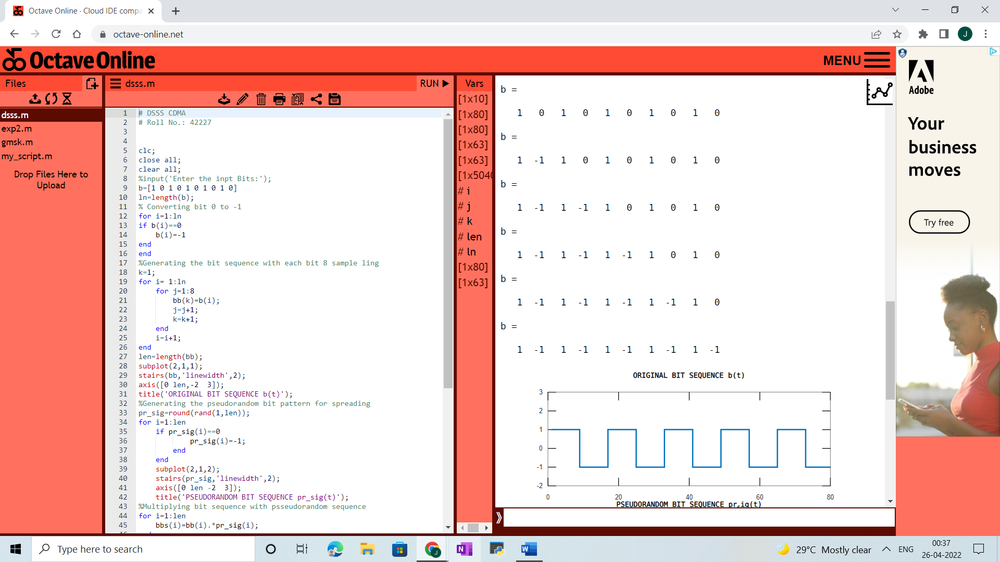 Octave Online · Cloud IDE compa
octave-online.net
J
Octave Online
MENU
Files
dsss.m
exp2.m
gmsk.m
my_script.m
Drop Files Here to
Upload
dsss.m
RUN
1 # DSSS CDMA
2 # Roll No.: 42227
3
4
5 clc;
6 close all;
7 clear all;
8 %input('Enter the inpt Bits:');
9 b=[1 0 1 0 1 0 1 0 1 0]
10 ln=length(b);
11 % Converting bit 0 to -1
12 for i=1:ln
13 if b(i)==0
14     b(i)=-1
15 end
16 end
17 %Generating the bit sequence with each bit 8 sample ling
18 k=1;
19 for i= 1:ln
20     for j=1:8
21         bb(k)=b(i);
22         j=j+1;
23         k=k+1;
24     end
25     i=i+1;
26 end
27 len=length(bb);
28 subplot(2,1,1);
29 stairs(bb,'linewidth',2);
30 axis([0 len,-2  3]);
31 title('ORIGINAL BIT SEQUENCE b(t)');
32 %Generating the pseudorandom bit pattern for spreading
33 pr_sig=round(rand(1,len));
34 for i=1:len
35     if pr_sig(i)==0
36             pr_sig(i)=-1;
37         end
38     end
39     subplot(2,1,2);
40     stairs(pr_sig,'linewidth',2);
41     axis([0 len -2  3]);
42     title('PSEUDORANDOM BIT SEQUENCE pr_sig(t)');
43 %Multiplying bit sequence with psseudorandom sequence
44 for i=1:len
45     bbs(i)=bb(i).*pr_sig(i);
Vars
[1x10]
[1x80]
[1x80]
[1x63]
[1x63]
[1x5040
# i
# j
# k
# len
# ln
[1x80]
[1x63]
b =
1 0 1 0 1 0 1 0 1 0
b =
1 -1 1 0 1 0 1 0 1 0
b =
1 -1 1 -1 1 0 1 0 1 0
b =
1 -1 1 -1 1 -1 1 0 1 0
b =
1 -1 1 -1 1 -1 1 -1 1 0
b =
1 -1 1 -1 1 -1 1 -1 1 -1
ORIGINAL BIT SEQUENCE b(t)
3
2
1
0
-1
-2
0 20 40 60 80
PSEUDORANDOM BIT SEQUENCE pr_sig(t)
Adobe
Your
business
moves
Try free
Type here to search
29°C Mostly clear
ENG
00:37
26-04-2022